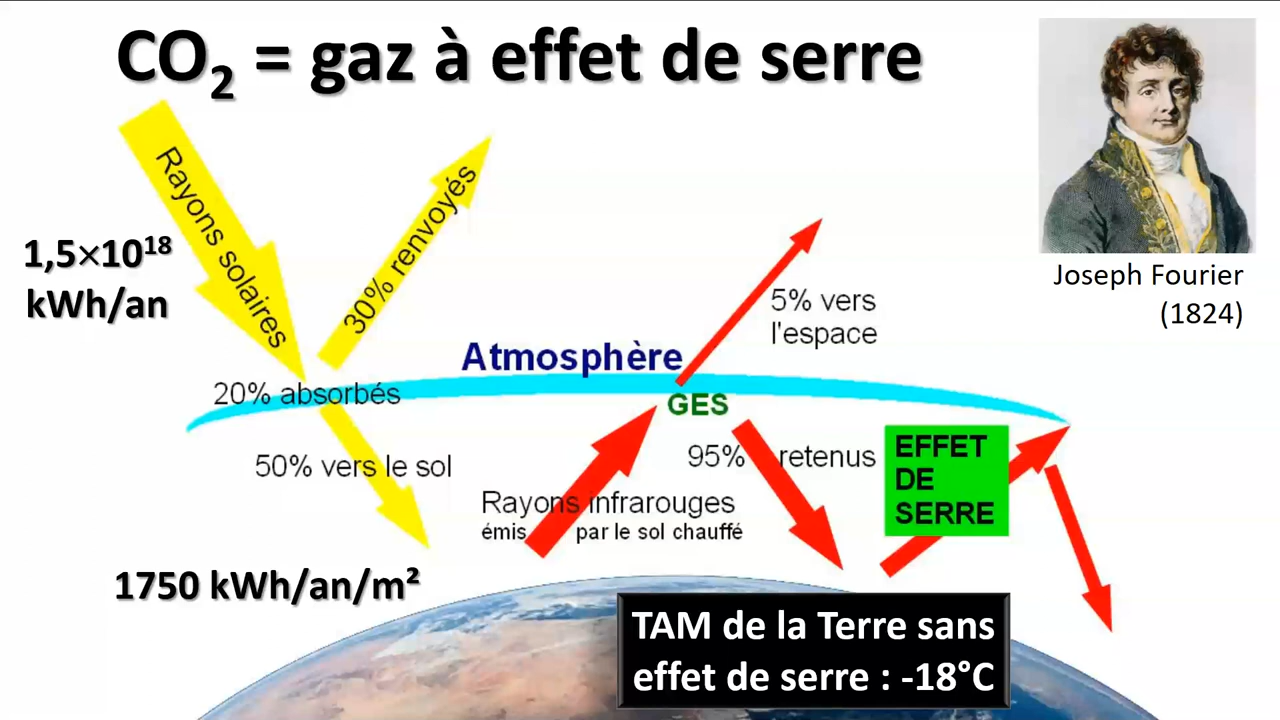 CO₂ = gaz à effet de serre
Rayons solaires
30% renvoyés
1,5×10¹⁸
kWh/an
Joseph Fourier
(1824)
5% vers
l'espace
Atmosphère
20% absorbés
GES
50% vers le sol
95% retenus
EFFET
DE
SERRE
Rayons infrarouges
émis par le sol chauffé
1750 kWh/an/m²
TAM de la Terre sans
effet de serre : -18°C